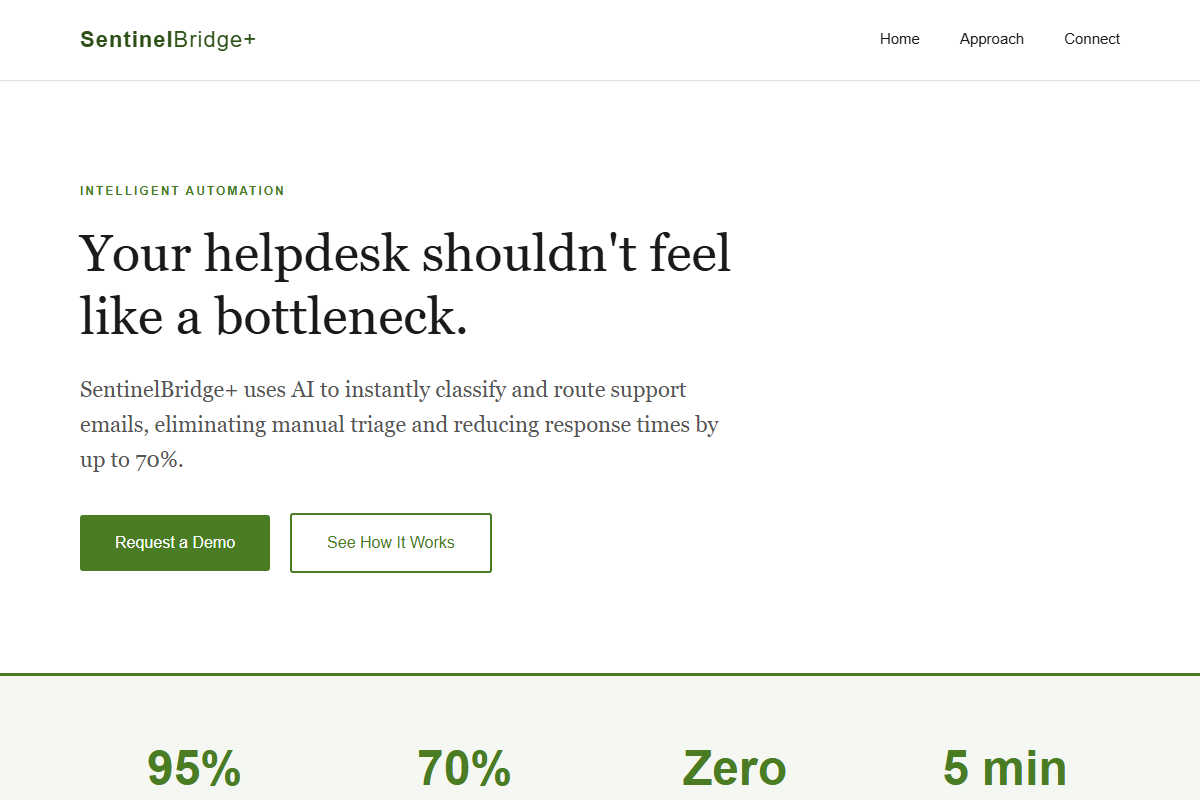 SentinelBridge+
Home
Approach
Connect
INTELLIGENT AUTOMATION
Your helpdesk shouldn't feel
like a bottleneck.
SentinelBridge+ uses AI to instantly classify and route support
emails, eliminating manual triage and reducing response times by
up to 70%.
Request a Demo
See How It Works
95%
70%
Zero
5 min